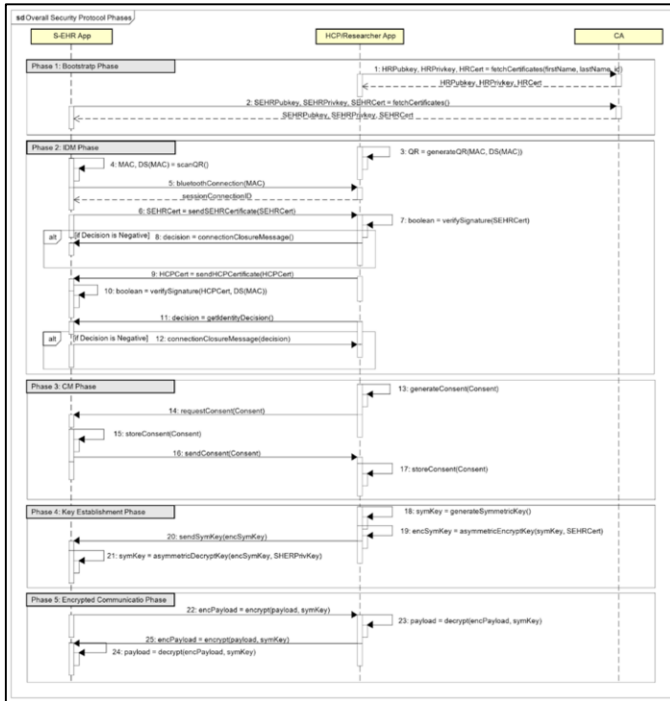 sd Overall Security Protocol Phases
S-EHR App
HCP/Researcher App
CA
Phase 1: Bootstratp Phase
1: HRPubkey, HRPrivkey, HRCert = fetchCertificates(firstName, lastName, id)
HRPubkey, HRPrivkey, HRCert
2: SEHRPubkey, SEHRPrivkey, SEHRCert = fetchCertificates()
SEHRPubkey, SEHRPrivkey, SEHRCert
Phase 2: IDM Phase
3: QR = generateQR(MAC, DS(MAC))
4: MAC, DS(MAC) = scanQR()
5: bluetoothConnection(MAC)
sessionConnectionID
6: SEHRCert = sendSEHRCertificate(SEHRCert)
7: boolean = verifySignature(SEHRCert)
alt
[If Decision is Negative]
8: decision = connectionClosureMessage()
9: HCPCert = sendHCPCertificate(HCPCert)
10: boolean = verifySignature(HCPCert, DS(MAC))
11: decision = getIdentityDecision()
alt
[If Decision is Negative]
12: connectionClosureMessage(decision)
Phase 3: CM Phase
13: generateConsent(Consent)
14: requestConsent(Consent)
15: storeConsent(Consent)
16: sendConsent(Consent)
17: storeConsent(Consent)
Phase 4: Key Establishment Phase
18: symKey = generateSymmetricKey()
19: encSymKey = asymmetricEncryptKey(symKey, SEHRCert)
20: sendSymKey(encSymKey)
21: symKey = asymmetricDecryptKey(encSymKey, SHERPrivKey)
Phase 5: Encrypted Communicatio Phase
22: encPayload = encrypt(payload, symKey)
23: payload = decrypt(encPayload, symKey)
25: encPayload = encrypt(payload, symKey)
24: payload = decrypt(encPayload, symKey)